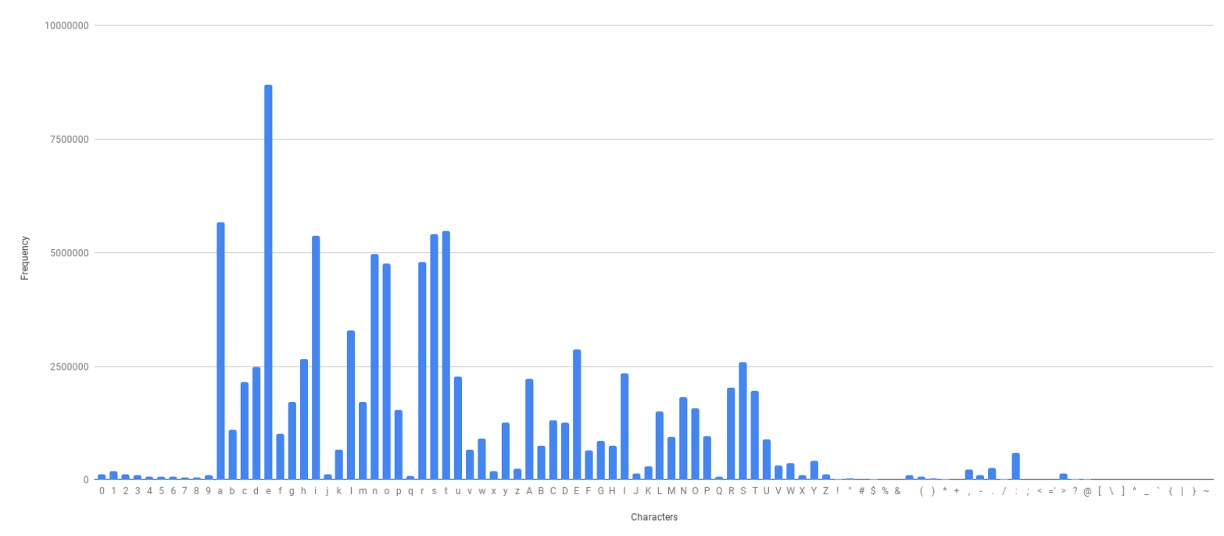 10000000
7500000
5000000
2500000
0
Frequency
0 1 2 3 4 5 6 7 8 9 a b c d e f g h i j k l m n o p q r s t u v w x y z A B C D E F G H I J K L M N O P Q R S T U V W X Y Z ! " # $ % & ( ) * + , - . / : ; < = > ? @ [ \ ] ^ _ ` { | } ~
Characters